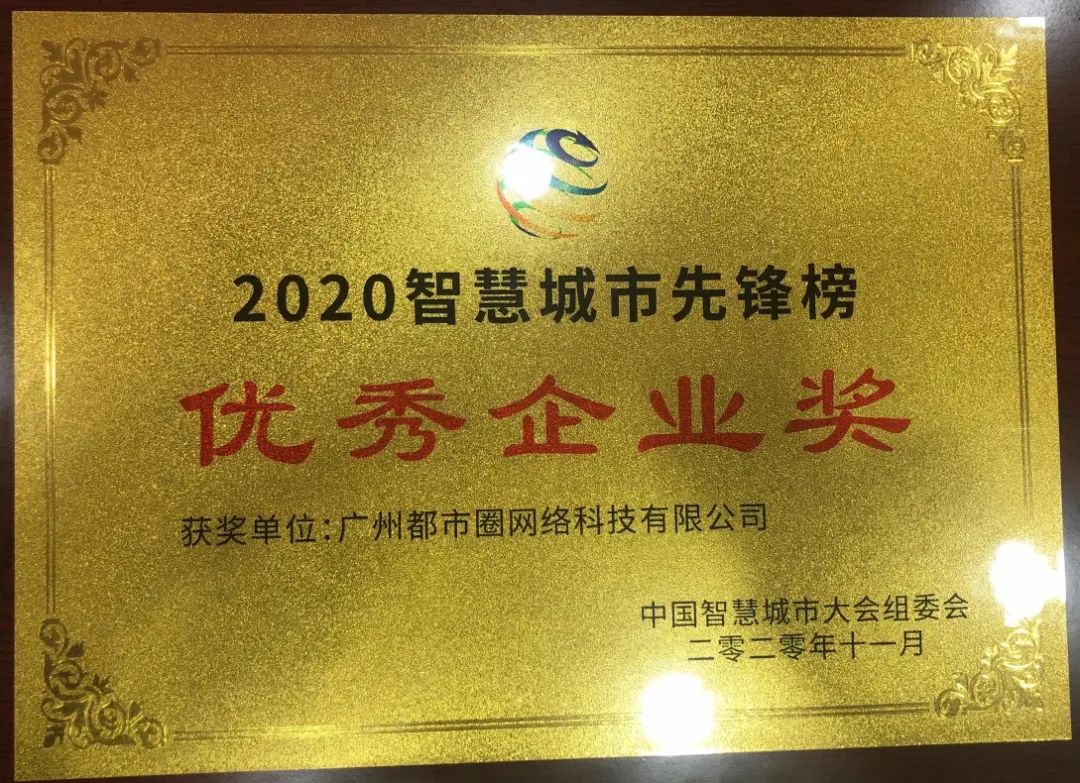 2020智慧城市先锋榜
优秀企业奖
获奖单位:广州都市圈网络科技有限公司
中国智慧城市大会组委会
二零二零年十一月